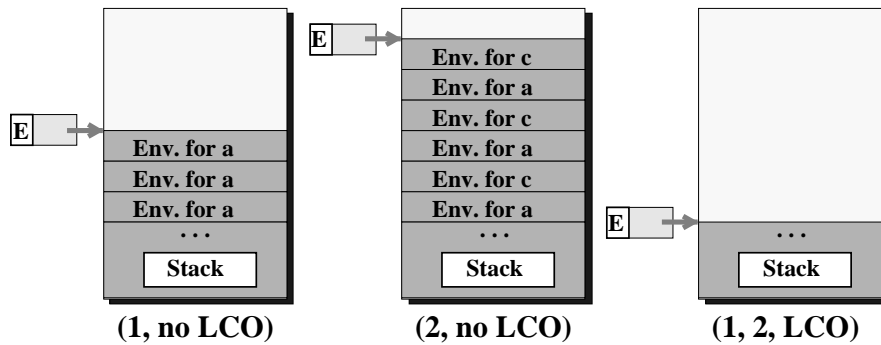 E
Env. for a
Env. for a
Env. for a
. . .
Stack
(1, no LCO)
E
Env. for c
Env. for a
Env. for c
Env. for a
Env. for c
Env. for a
. . .
Stack
(2, no LCO)
E
. . .
Stack
(1, 2, LCO)